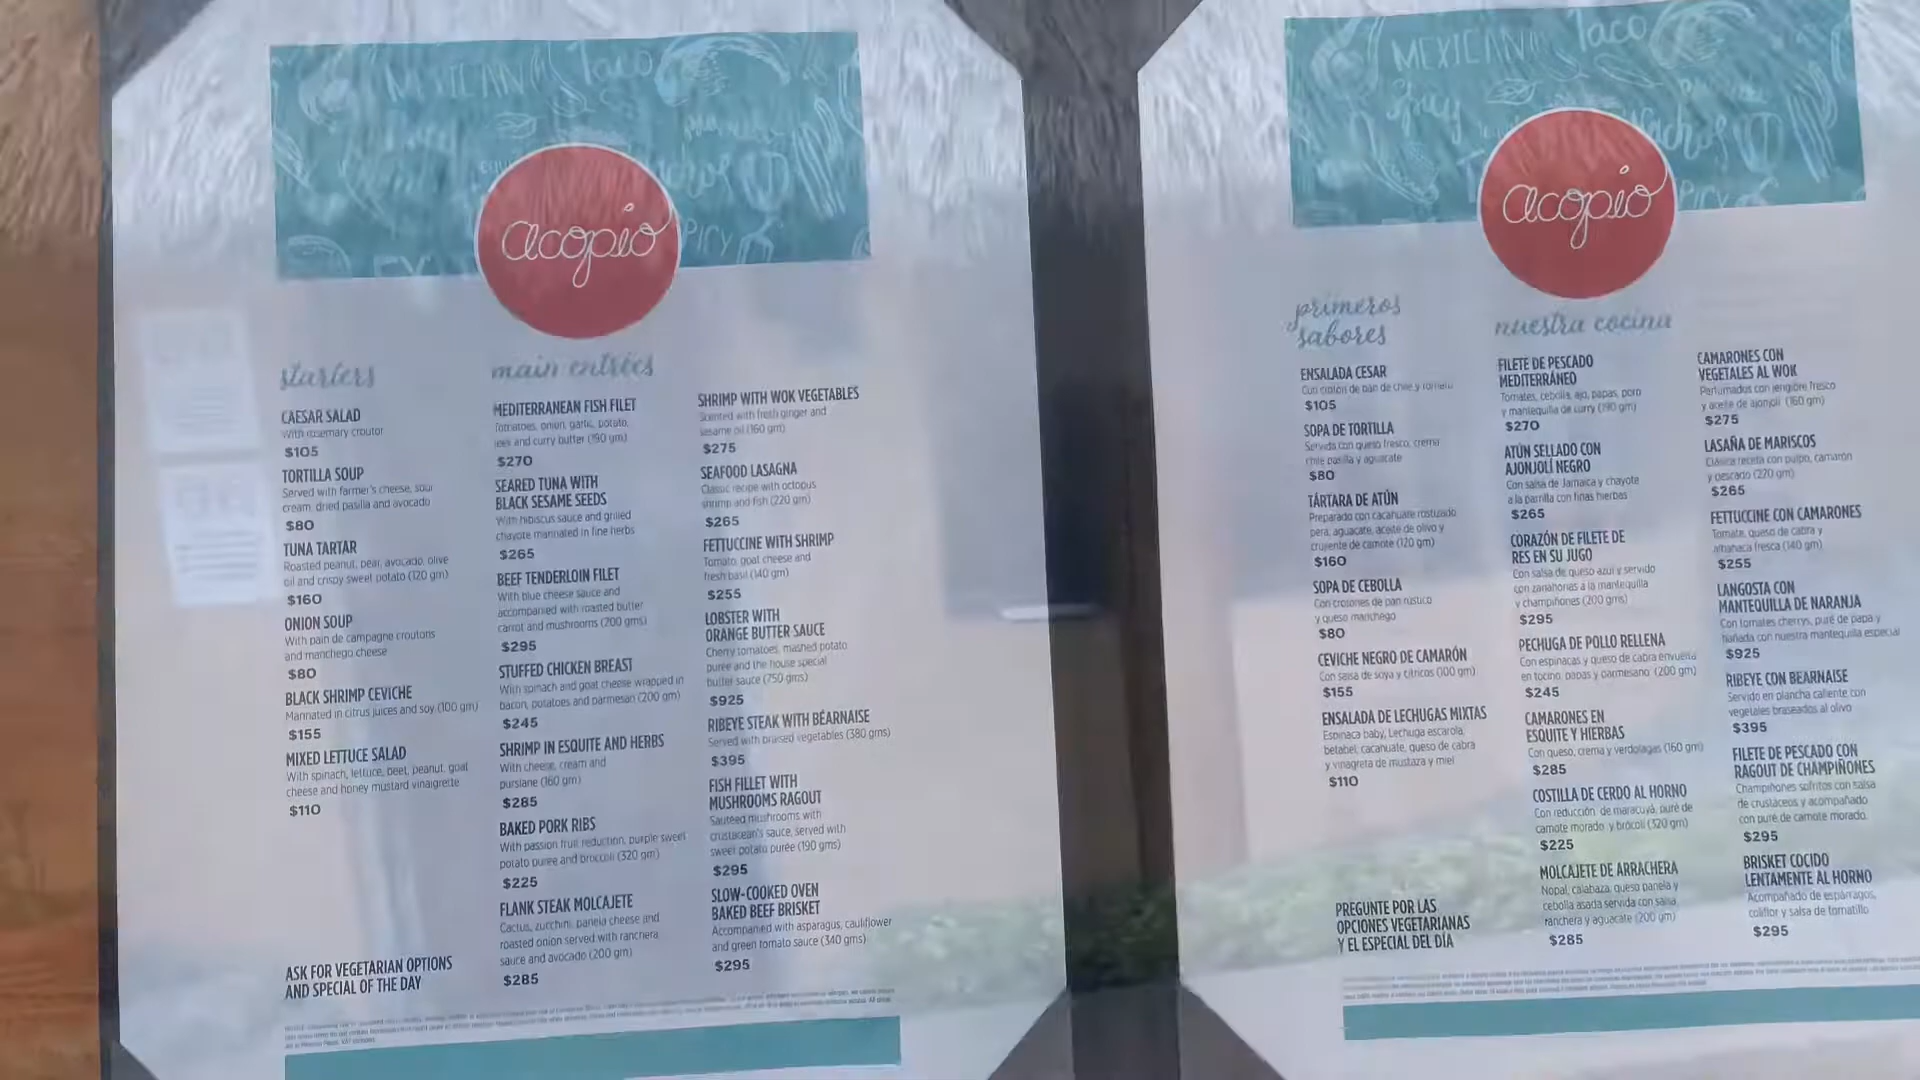 MEXICAN Taco
PICY
acopio
starters
CAESAR SALAD
With rosemary crouton
$105
TORTILLA SOUP
Served with farmer's cheese, sour
cream, dried pasilla and avocado
$80
TUNA TARTAR
Roasted peanut, pear, avocado, olive
oil and crispy sweet potato (120 gm)
$160
ONION SOUP
With pain de campagne croutons
and manchego cheese
$80
BLACK SHRIMP CEVICHE
Marinated in citrus juices and soy (100 gm)
$155
MIXED LETTUCE SALAD
With spinach, lettuce, beet, peanut, goat
cheese and honey mustard vinaigrette
$110
ASK FOR VEGETARIAN OPTIONS
AND SPECIAL OF THE DAY
main entrées
MEDITERRANEAN FISH FILET
Tomatoes, onion, garlic, potato,
leek and curry butter (190 gm)
$270
SEARED TUNA WITH
BLACK SESAME SEEDS
With hibiscus sauce and grilled
chayote marinated in fine herbs
$265
BEEF TENDERLOIN FILET
With blue cheese sauce and
accompanied with roasted butter
carrot and mushrooms (200 gms)
$295
STUFFED CHICKEN BREAST
With spinach and goat cheese wrapped in
bacon, potatoes and parmesan (200 gm)
$245
SHRIMP IN ESQUITE AND HERBS
With cheese, cream and
purslane (160 gm)
$285
BAKED PORK RIBS
With passion fruit reduction, purple sweet
potato puree and broccoli (320 gm)
$225
FLANK STEAK MOLCAJETE
Cactus, zucchini, panela cheese and
roasted onion served with ranchera
sauce and avocado (200 gm)
$285
SHRIMP WITH WOK VEGETABLES
Scented with fresh ginger and
sesame oil (160 gm)
$275
SEAFOOD LASAGNA
Classic recipe with octopus
shrimp and fish (220 gm)
$265
FETTUCCINE WITH SHRIMP
Tomato, goat cheese and
fresh basil (140 gm)
$255
LOBSTER WITH
ORANGE BUTTER SAUCE
Cherry tomatoes, mashed potato
puree and the house special
butter sauce (750 gms)
$925
RIBEYE STEAK WITH BÉARNAISE
Served with braised vegetables (380 gms)
$395
FISH FILLET WITH
MUSHROOMS RAGOUT
Sauteed mushrooms with
crustacean's sauce, served with
sweet potato purée (190 gms)
$295
SLOW-COOKED OVEN
BAKED BEEF BRISKET
Accompanied with asparagus, cauliflower
and green tomato sauce (340 gms)
$295
MEXICAN Taco
Spicy
PICY
acopio
primeros
sabores
ENSALADA CESAR
Con crotón de pan de chile y romero
$105
SOPA DE TORTILLA
Servida con queso fresco, crema
chile pasilla y aguacate
$80
TÁRTARA DE ATÚN
Preparado con cacahuate rostizado
pera, aguacate, aceite de olivo y
crujiente de camote (120 gm)
$160
SOPA DE CEBOLLA
Con crotones de pan rústico
y queso manchego
$80
CEVICHE NEGRO DE CAMARÓN
Con salsa de soya y cítricos (100 gm)
$155
ENSALADA DE LECHUGAS MIXTAS
Espinaca baby, Lechuga escarola,
betabel, cacahuate, queso de cabra
y vinagreta de mustaza y miel
$110
PREGUNTE POR LAS
OPCIONES VEGETARIANAS
Y EL ESPECIAL DEL DÍA
nuestra cocina
FILETE DE PESCADO
MEDITERRÁNEO
Tomates, cebolla, ajo, papas, poro
y mantequilla de curry (190 gm)
$270
ATÚN SELLADO CON
AJONJOLÍ NEGRO
Con salsa de Jamaica y chayote
a la parrilla con finas hierbas
$265
CORAZÓN DE FILETE DE
RES EN SU JUGO
Con salsa de queso azul y servido
con zanahorias a la mantequilla
y champiñones (200 gms)
$295
PECHUGA DE POLLO RELLENA
Con espinacas y queso de cabra envuelta
en tocino, papas y parmesano (200 gm)
$245
CAMARONES EN
ESQUITE Y HIERBAS
Con queso, crema y verdolagas (160 gm)
$285
COSTILLA DE CERDO AL HORNO
Con reducción de maracuyá, puré de
camote morado y brócoli (320 gm)
$225
MOLCAJETE DE ARRACHERA
Nopal, calabaza, queso panela y
cebolla asada servida con salsa
ranchera y aguacate (200 gm)
$285
CAMARONES CON
VEGETALES AL WOK
Perfumados con jengibre fresco
y aceite de ajonjolí (160 gm)
$275
LASAÑA DE MARISCOS
Clásica receta con pulpo, camarón
y pescado (220 gm)
$265
FETTUCCINE CON CAMARONES
Tomate, queso de cabra y
albahaca fresca (140 gm)
$255
LANGOSTA CON
MANTEQUILLA DE NARANJA
Con tomates cherrys, puré de papa y
bañada con nuestra mantequilla especial
$925
RIBEYE CON BEARNAISE
Servido en plancha caliente con
vegetales braseados al olivo
$395
FILETE DE PESCADO CON
RAGOUT DE CHAMPIÑONES
Champiñones sofritos con salsa
de crustáceos y acompañado
con puré de camote morado.
$295
BRISKET COCIDO
LENTAMENTE AL HORNO
Acompañado de espárragos,
coliflor y salsa de tomatillo
$295